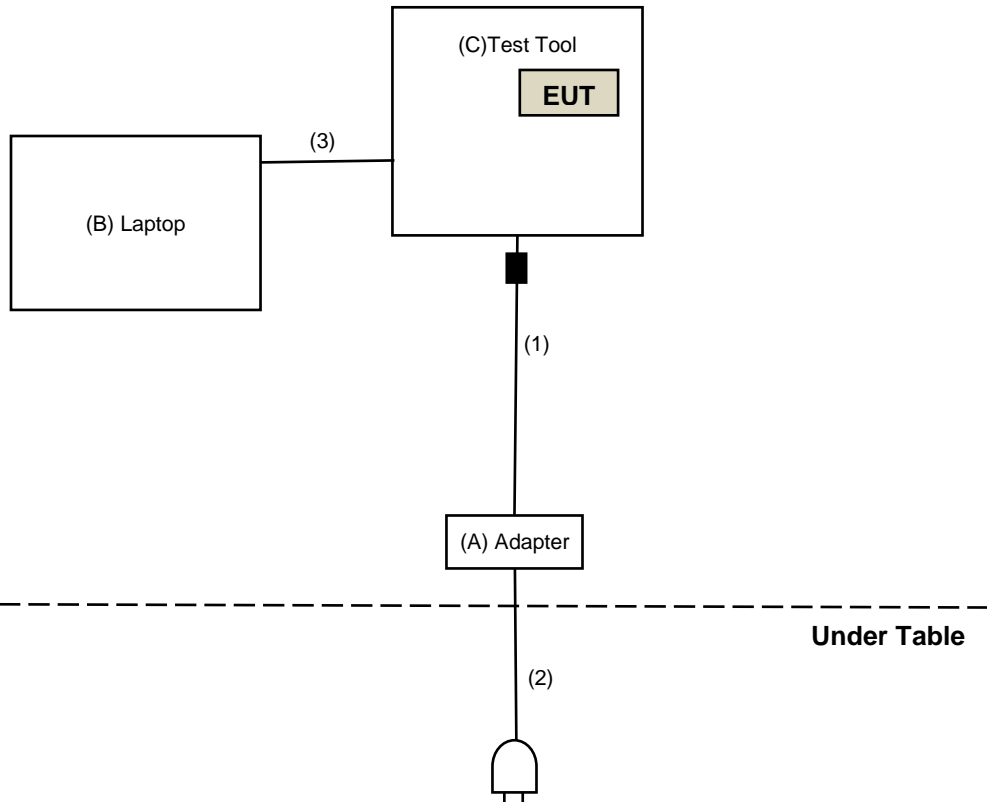 (C)Test Tool
EUT
(3)
(B) Laptop
(1)
(A) Adapter
Under Table
(2)